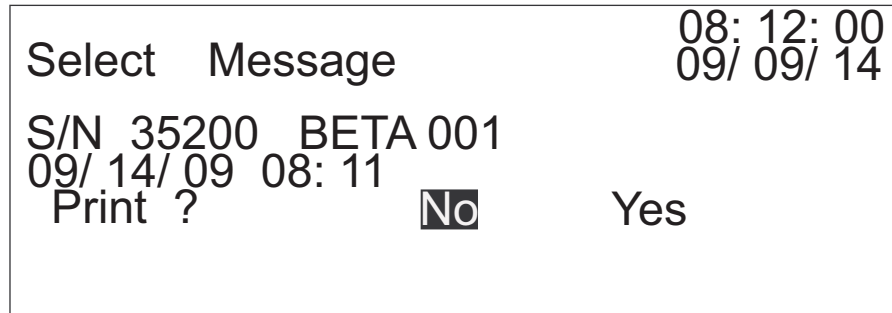 08: 12: 00
Select Message 09/ 09/ 14
S/N 35200 BETA 001
09/ 14/ 09 08: 11
Print ? No Yes